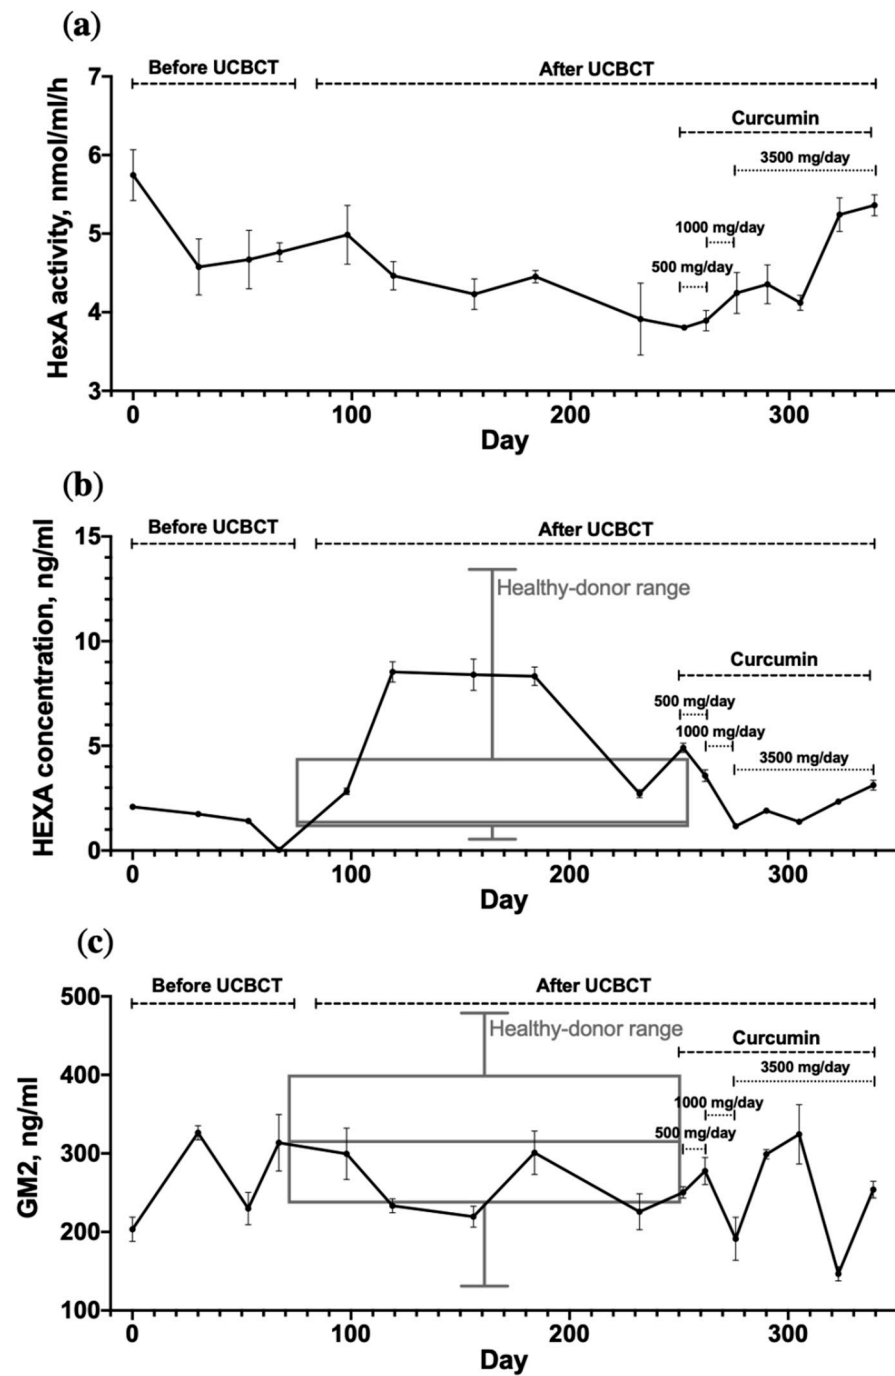 (a)
Before UCBCT After UCBCT
Curcumin
3500 mg/day
1000 mg/day
500 mg/day
HexA activity, nmol/ml/h
7
6
5
4
3
0 100 200 300
Day
(b)
Before UCBCT After UCBCT
Healthy-donor range
Curcumin
500 mg/day
1000 mg/day
3500 mg/day
HEXA concentration, ng/ml
15
10
5
0
0 100 200 300
Day
(c)
Before UCBCT After UCBCT
Healthy-donor range
Curcumin
3500 mg/day
1000 mg/day
500 mg/day
GM2, ng/ml
500
400
300
200
100
0 100 200 300
Day